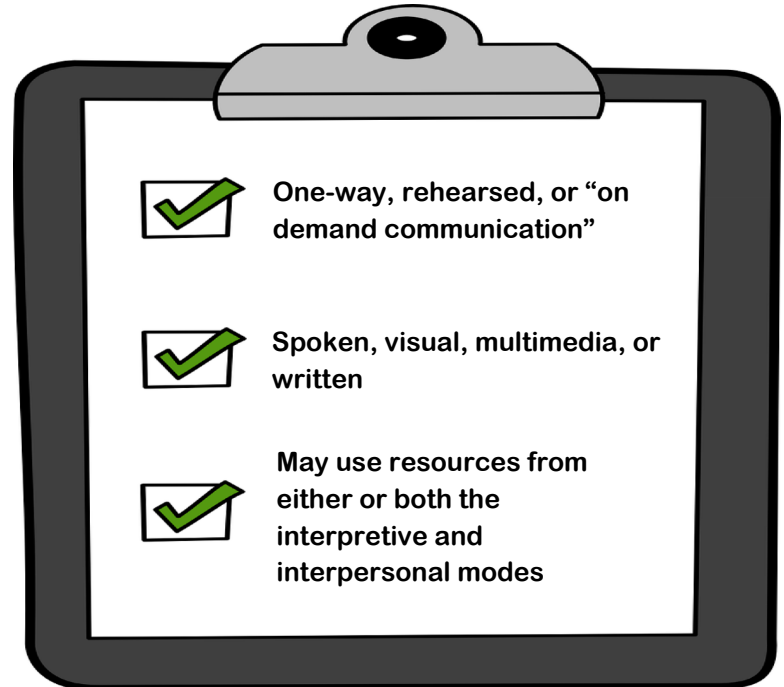 One-way, rehearsed, or “on
demand communication”
Spoken, visual, multimedia, or
written
May use resources from
either or both the
interpretive and
interpersonal modes